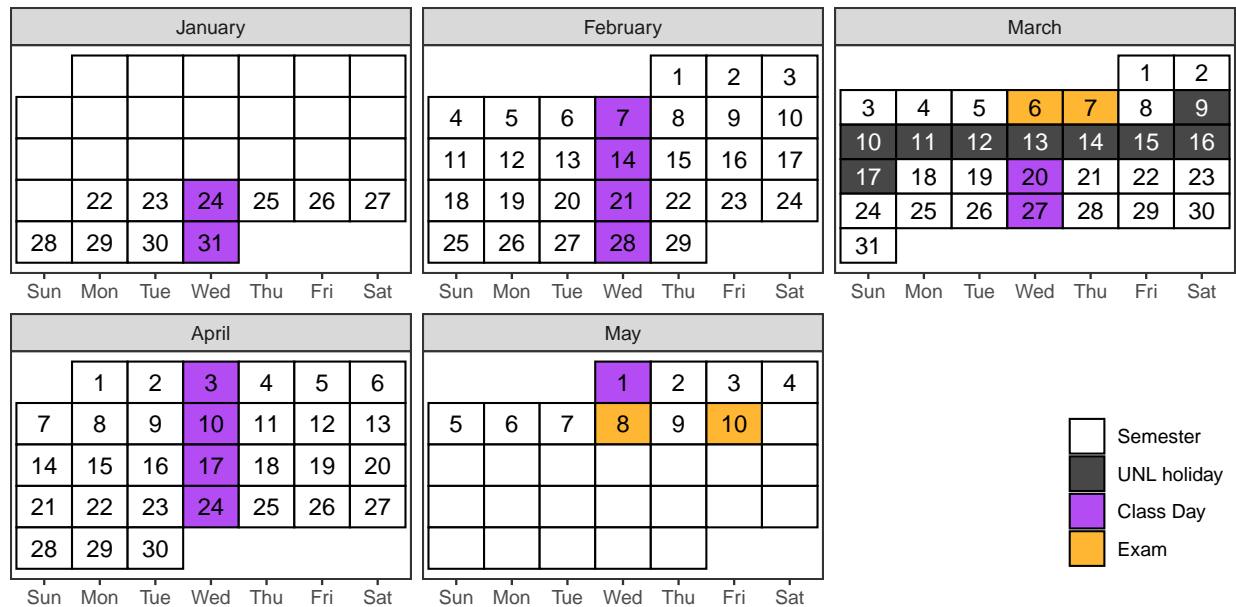 January
22 23 24 25 26 27
28 29 30 31
Sun Mon Tue Wed Thu Fri Sat
February
1 2 3
4 5 6 7 8 9 10
11 12 13 14 15 16 17
18 19 20 21 22 23 24
25 26 27 28 29
Sun Mon Tue Wed Thu Fri Sat
March
1 2
3 4 5 6 7 8 9
10 11 12 13 14 15 16
17 18 19 20 21 22 23
24 25 26 27 28 29 30
31
Sun Mon Tue Wed Thu Fri Sat
April
1 2 3 4 5 6
7 8 9 10 11 12 13
14 15 16 17 18 19 20
21 22 23 24 25 26 27
28 29 30
Sun Mon Tue Wed Thu Fri Sat
May
1 2 3 4
5 6 7 8 9 10
Sun Mon Tue Wed Thu Fri Sat
Semester
UNL holiday
Class Day
Exam